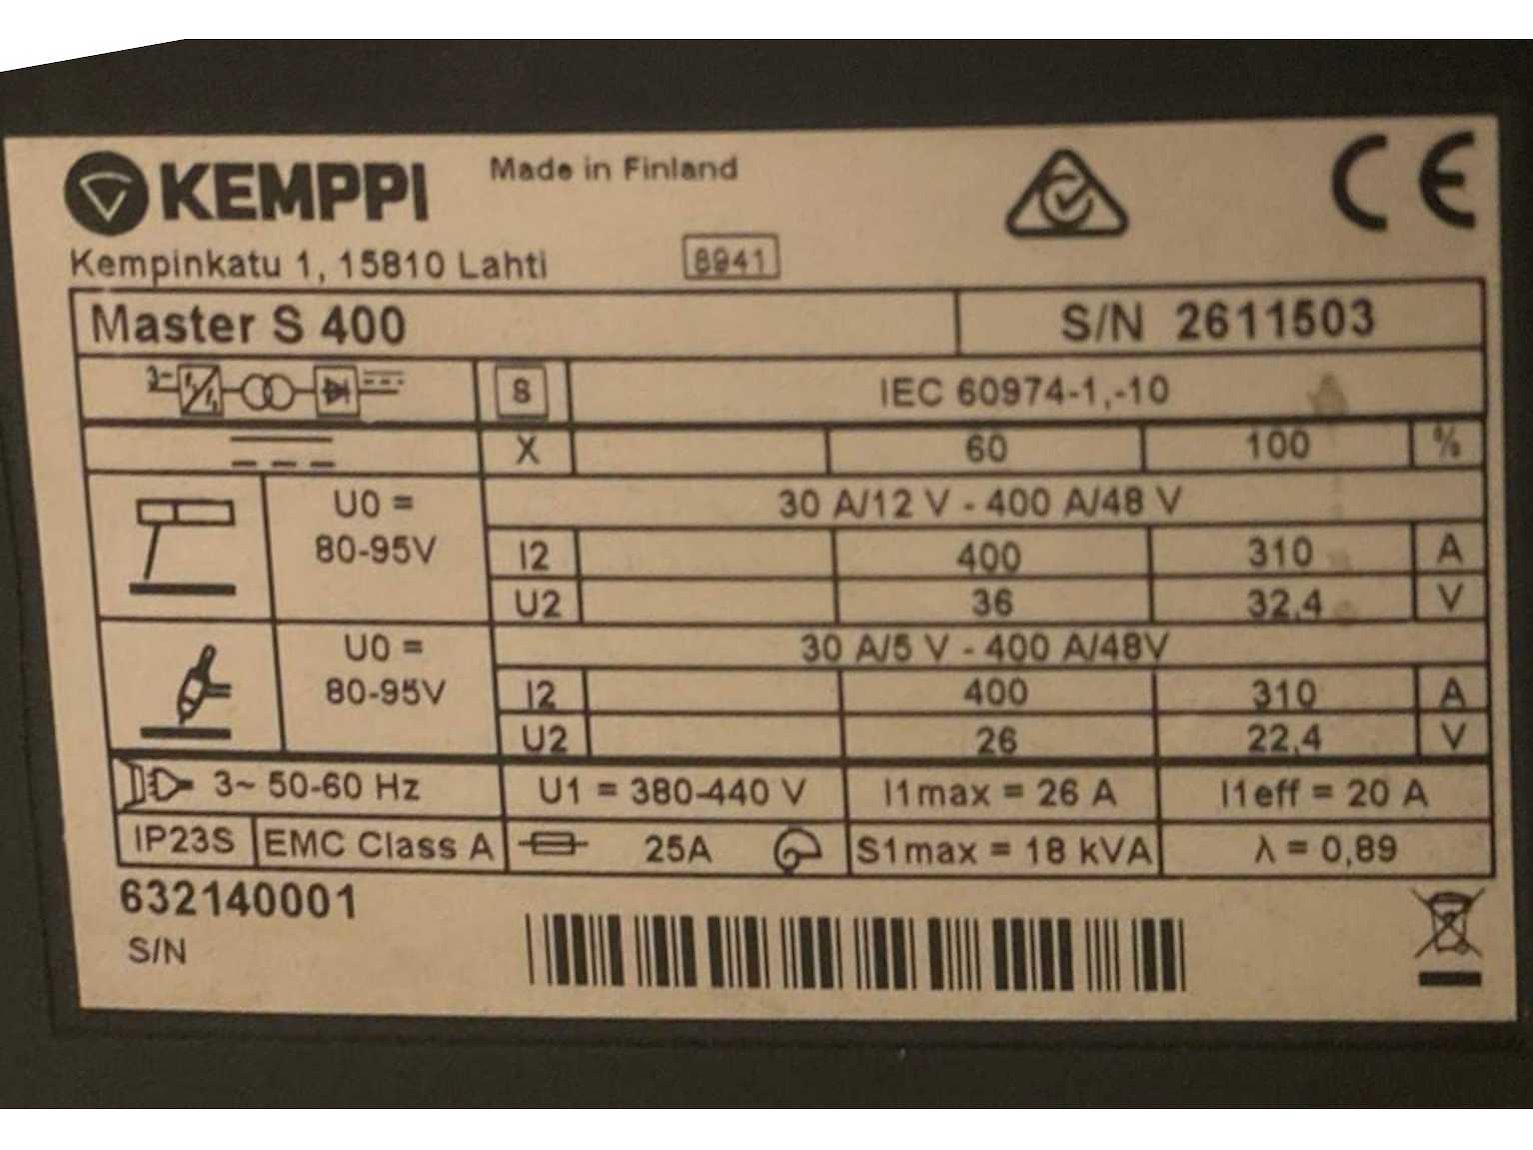 KEMPPI Made in Finland CE
Kempinkatu 1, 15810 Lahti 8941
Master S 400 S/N 2611503
3~ S IEC 60974-1,-10
X 60 100 %
U0 = 80-95V 30 A/12 V - 400 A/48 V
I2 400 310 A
U2 36 32,4 V
U0 = 80-95V 30 A/5 V - 400 A/48V
I2 400 310 A
U2 26 22,4 V
3~ 50-60 Hz U1 = 380-440 V I1max = 26 A I1eff = 20 A
IP23S EMC Class A 25A S1max = 18 kVA λ = 0,89
632140001
S/N